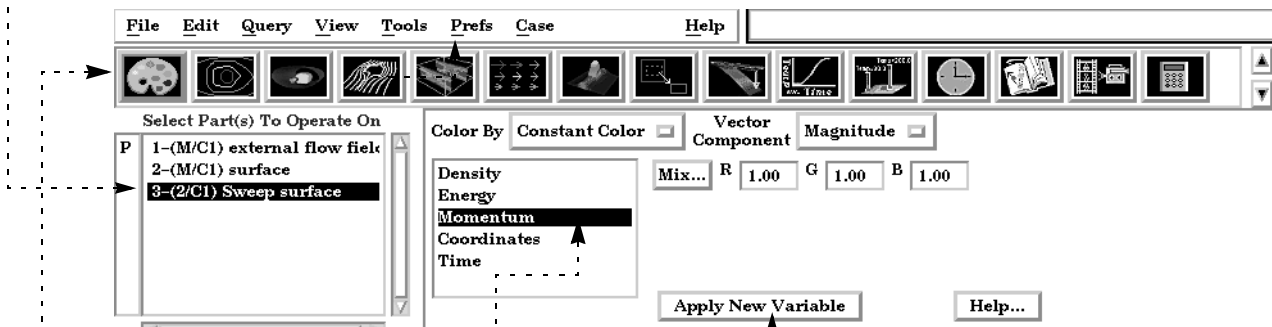 File Edit Query View Tools Prefs Case Help
Select Part(s) To Operate On
P
1-(M/C1) external flow field
2-(M/C1) surface
3-(2/C1) Sweep surface
Color By Constant Color Vector Component Magnitude
Density
Energy
Momentum
Coordinates
Time
Mix... R 1.00 G 1.00 B 1.00
Apply New Variable Help...